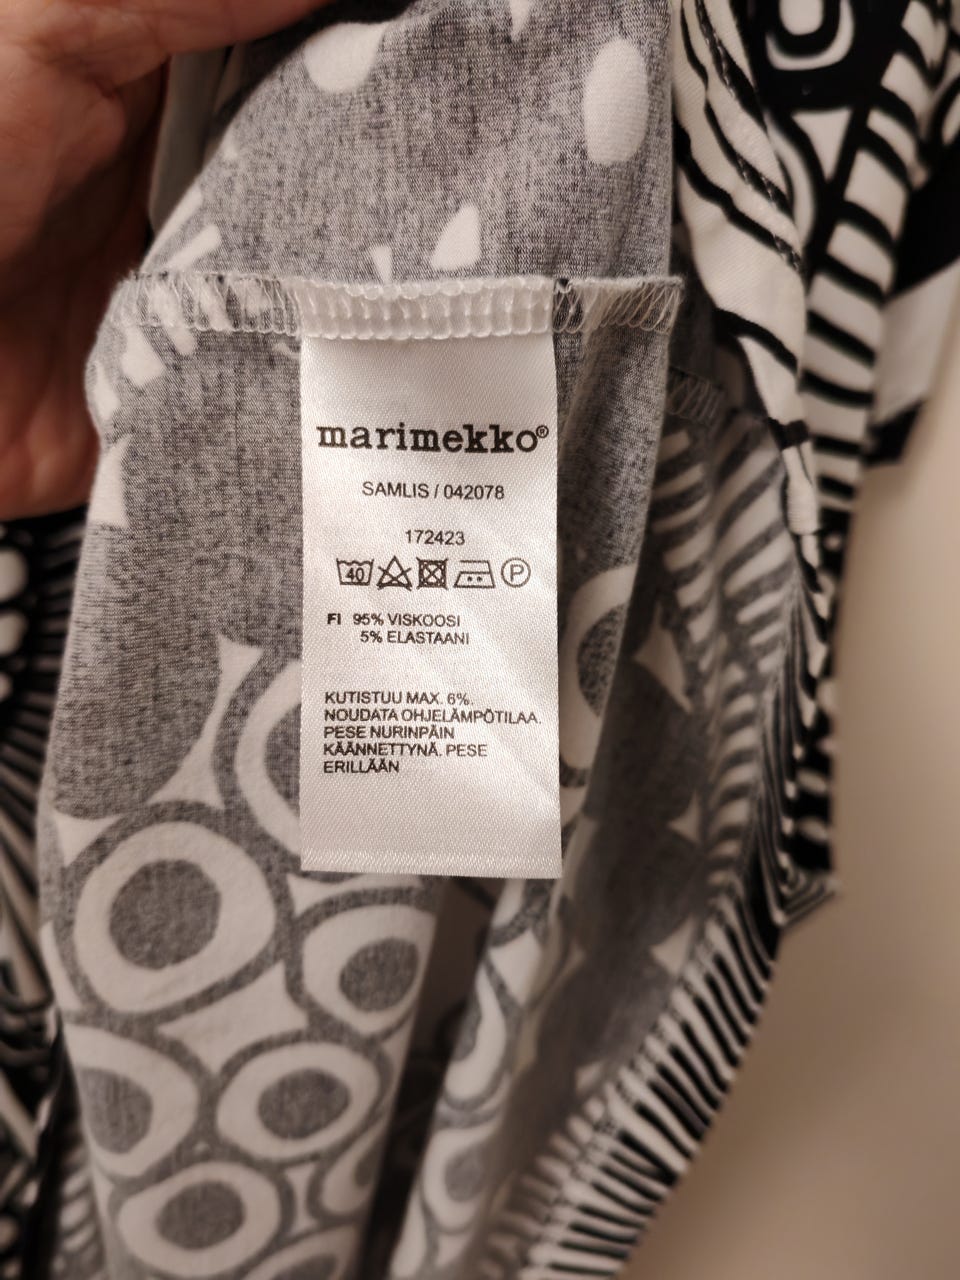 marimekko®
SAMLIS / 042078
172423
40 P
FI 95% VISKOOSI
5% ELASTAANI
KUTISTUU MAX. 6%.
NOUDATA OHJELÄMPÖTILAA.
PESE NURINPÄIN
KÄÄNNETTYNÄ. PESE
ERILLÄÄN